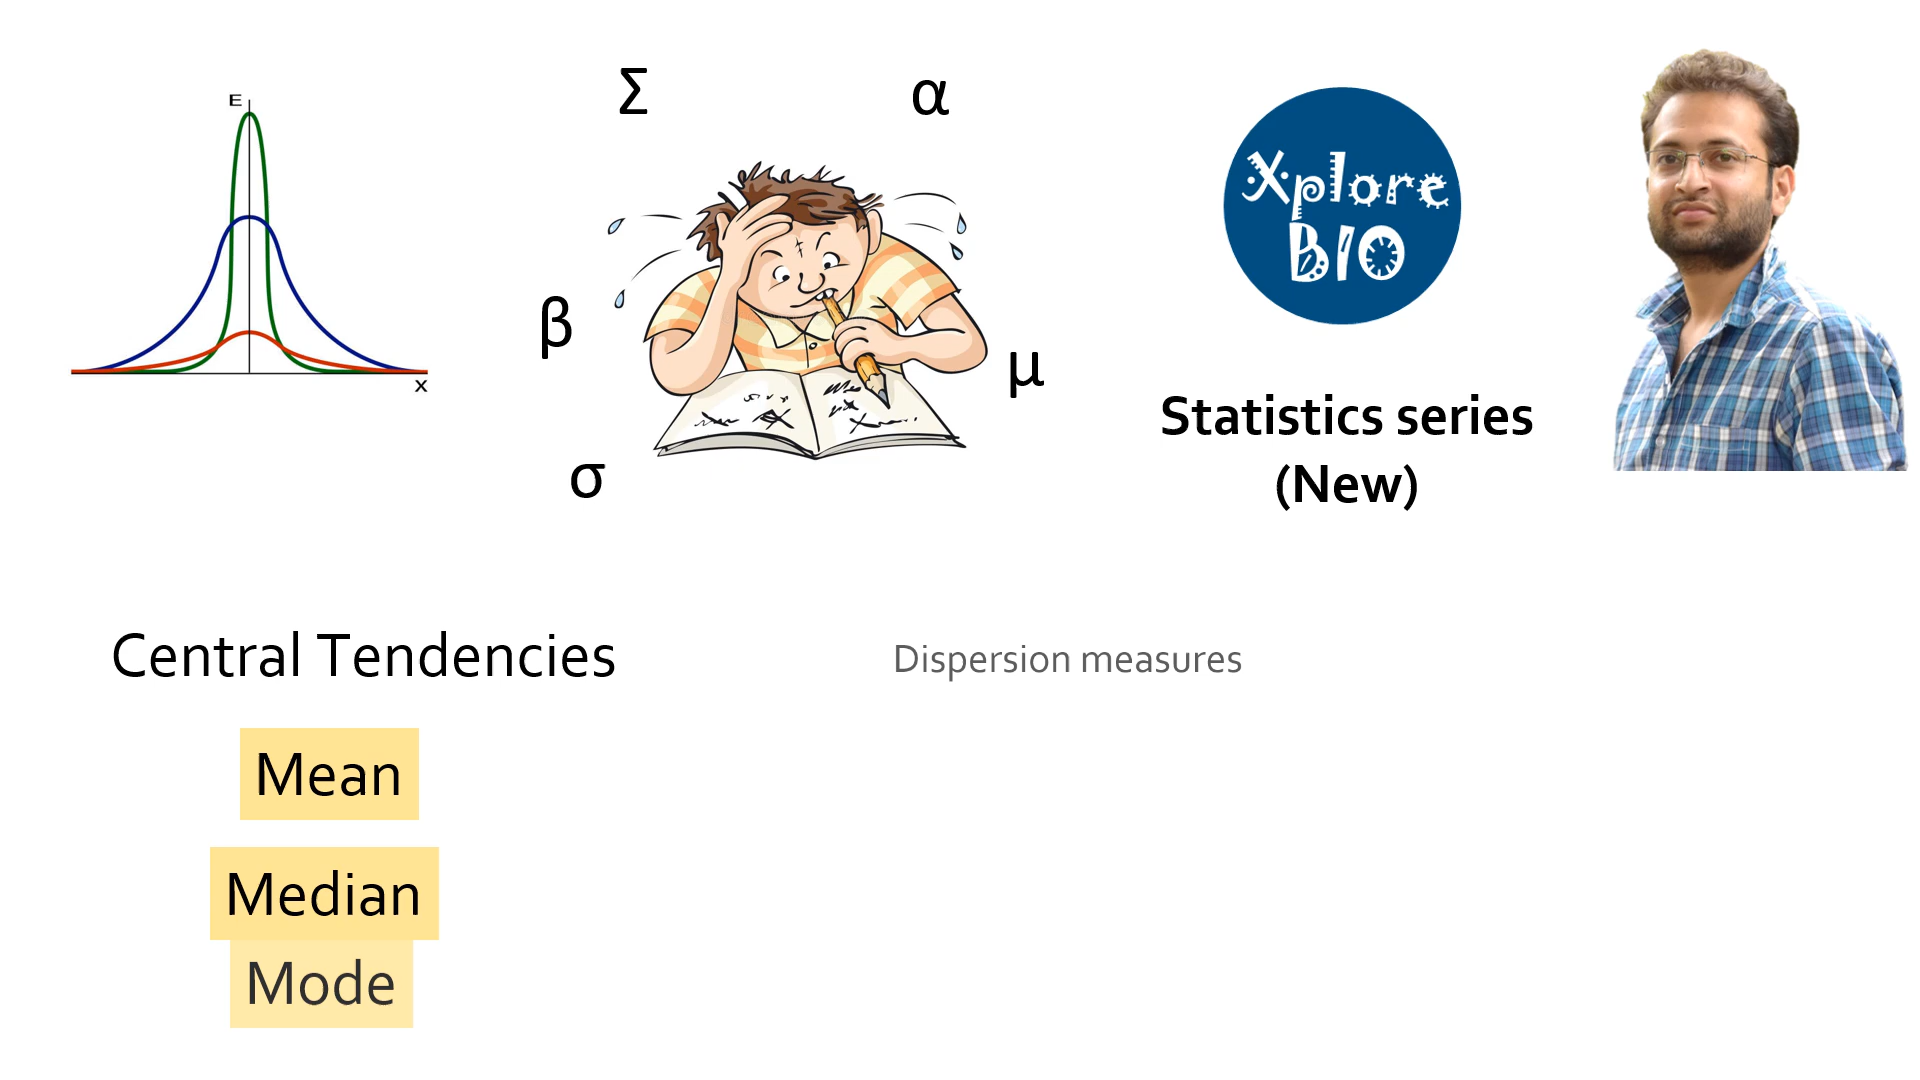 E
x
Σ
α
β
μ
σ
Xplore
BIO
Statistics series
(New)
Central Tendencies
Dispersion measures
Mean
Median
Mode